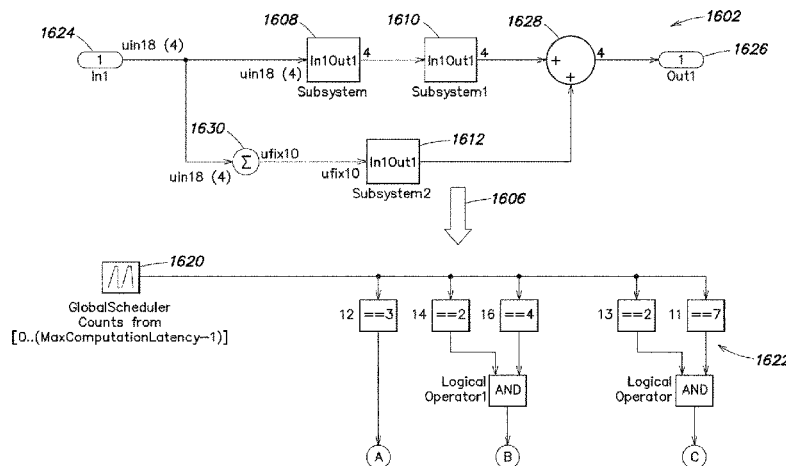 1624
uin18 (4)
1
In1
uin18 (4)
1608
In1Out1
4
Subsystem
1610
In1Out1
4
Subsystem1
1628
+
+
4
1602
1
1626
Out1
1630
Σ
uin18 (4)
ufix10
ufix10
1612
In1Out1
Subsystem2
1606
1620
GlobalScheduler
Counts from
[0..(MaxComputationLatency-1)]
12 ==3
14 ==2
16 ==4
13 ==2
11 ==7
1622
Logical
Operator1
AND
Logical
Operator
AND
A
B
C